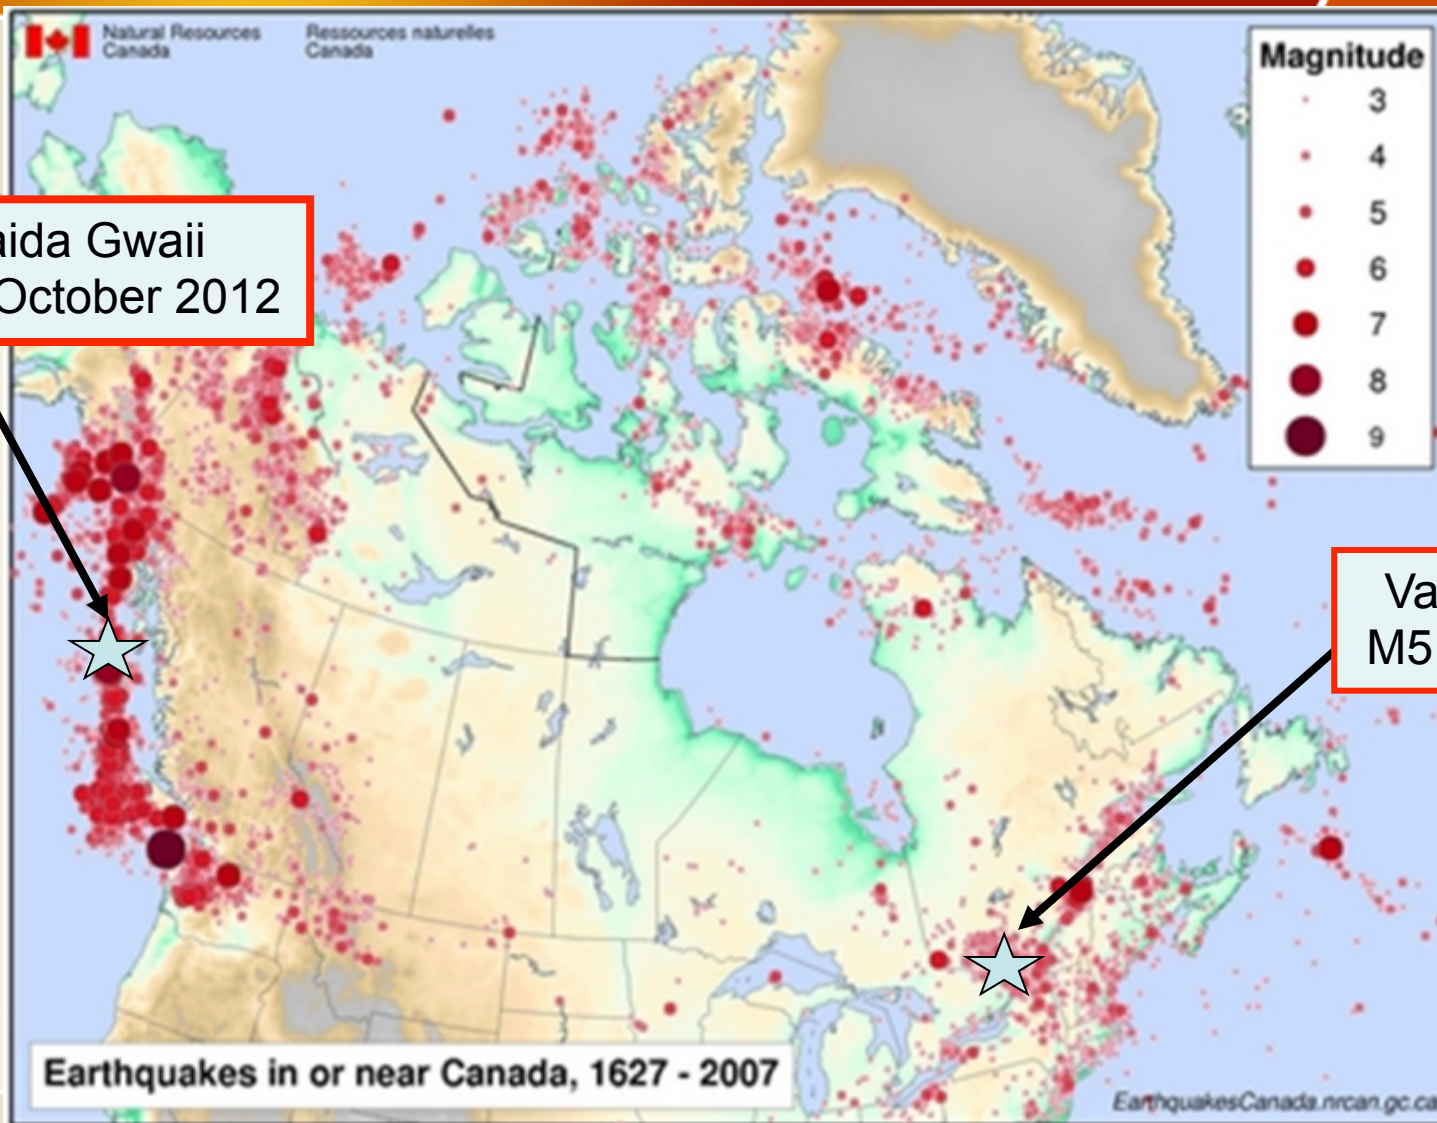 Natural Resources Canada
Ressources naturelles Canada
Magnitude
3
4
5
6
7
8
9
aida Gwaii
October 2012
Va
M5
Earthquakes in or near Canada, 1627 - 2007
EarthquakesCanada.nrcan.gc.ca